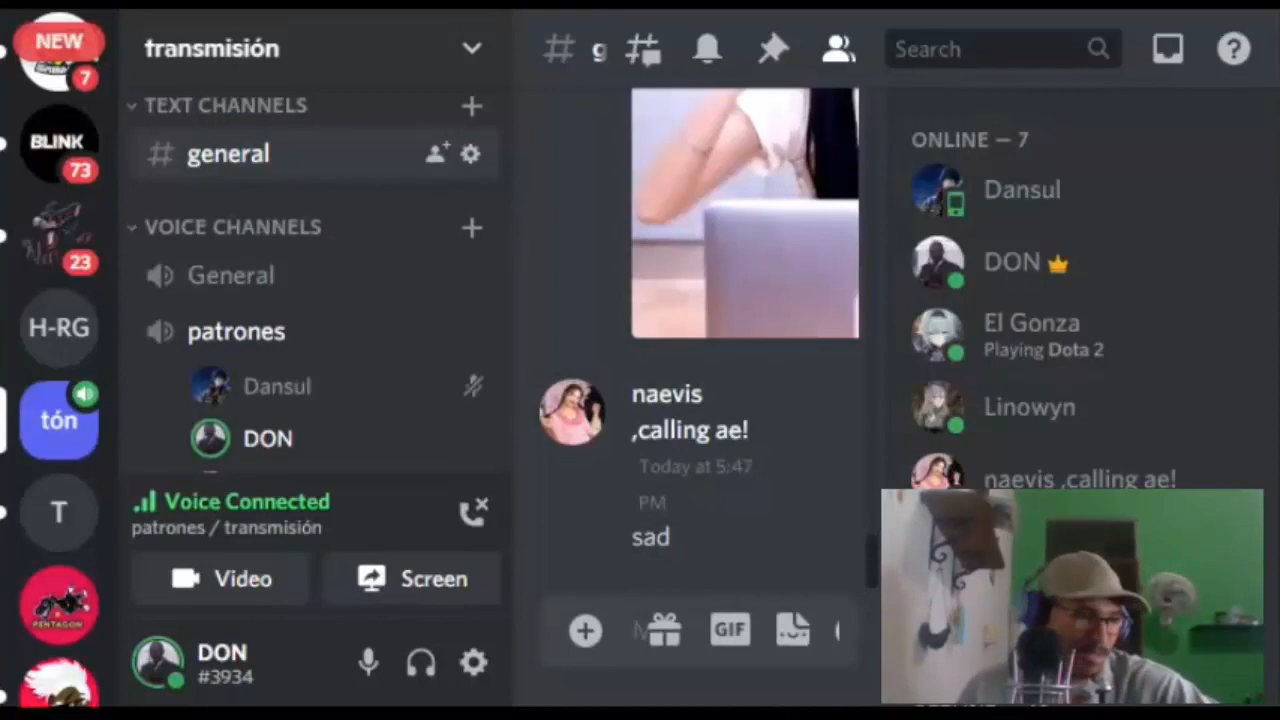 NEW
7
BLINK
73
23
H-RG
tón
T
PENTAGON
transmisión
TEXT CHANNELS
general
VOICE CHANNELS
General
patrones
Dansul
DON
Voice Connected
patrones / transmisión
Video
Screen
DON
#3934
g
Search
naevis
,calling ae!
Today at 5:47
PM
sad
GIF
ONLINE — 7
Dansul
DON
El Gonza
Playing Dota 2
Linowyn
naevis ,calling ae!